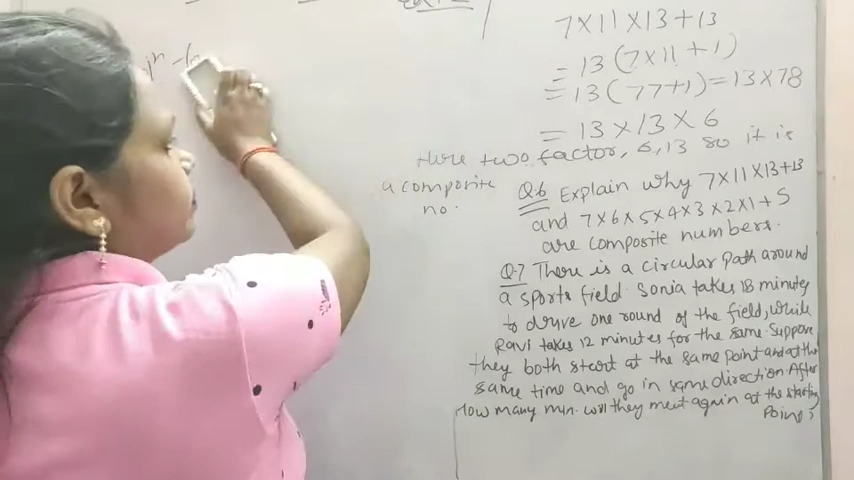 7×11×13+13
= 13(7×11+1)
= 13(77+1) = 13×78
= 13×13×6
Here two factor, 6,13 so it is
a composite
no.
Q.6 Explain why 7×11×13+13
and 7×6×5×4×3×2×1+5
are composite numbers.
Q.7 There is a circular path around
a sports field. Sonia takes 18 minutes
to dryve one round of the field, while
Ravi takes 12 minutes for the same. Suppose
they both start at the same point and at the
same time and go in same direction. After
How many min. will they meet again at the starting
Point?